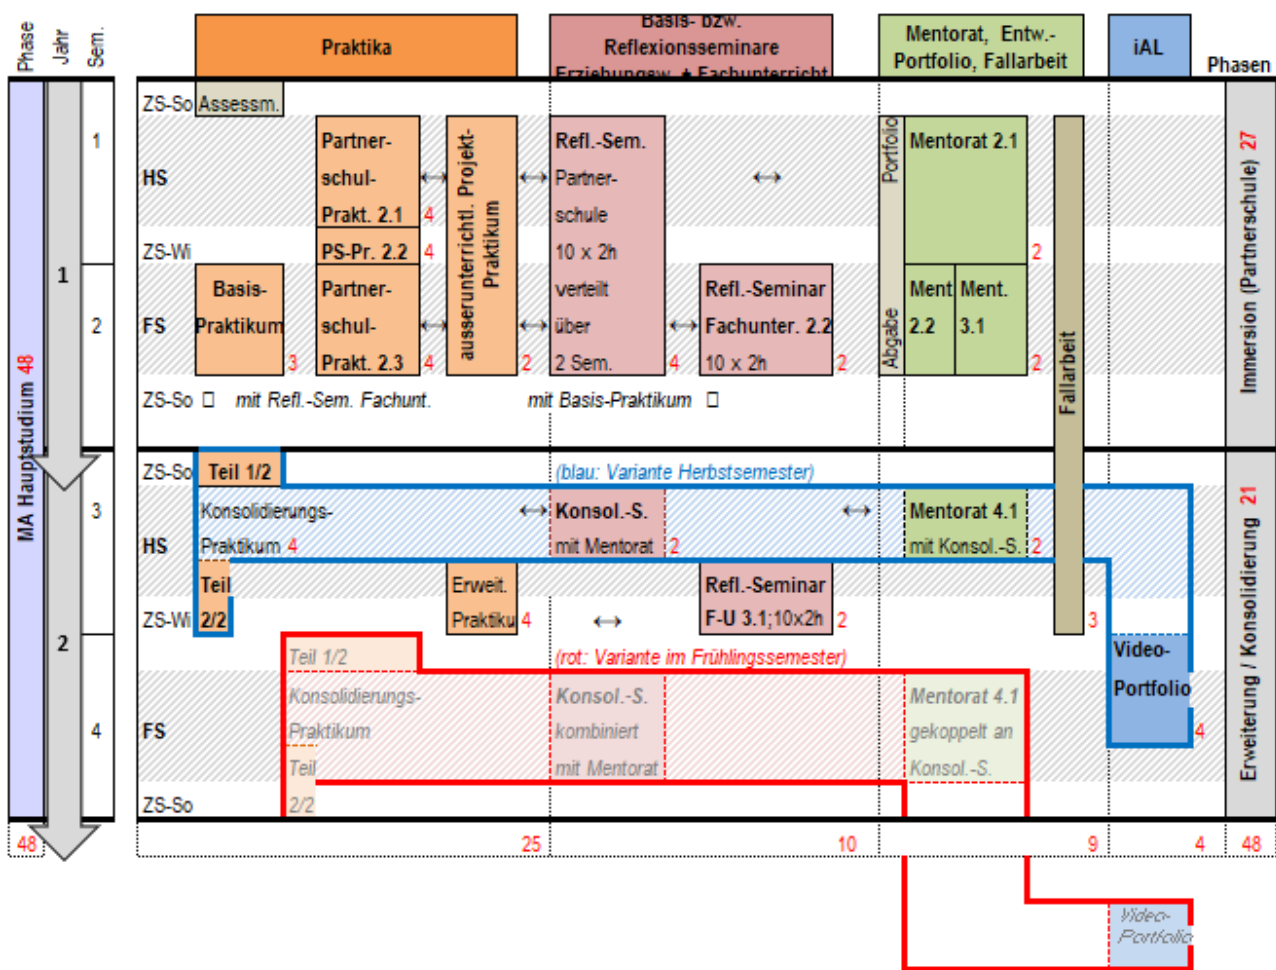 Phase
Jahr
Sem.
Praktika
Basis- bzw.
Reflexionsseminare
Erziehungsw. + Fachunterricht
Mentorat, Entw.-
Portfolio, Fallarbeit
iAL
Phasen
MA Hauptstudium 48
1
2
1
2
3
4
ZS-So
Assessm.
HS
Partner-
schul-
Prakt. 2.1
4
ausserunterrichtl. Projekt-
Praktikum
Refl.-Sem.
Partner-
schule
10 x 2h
verteilt
über
2 Sem.
4
Portfolio
Abgabe
Mentorat 2.1
2
Fallarbeit
Immersion (Partnerschule) 27
ZS-Wi
PS-Pr. 2.2
4
FS
Basis-
Praktikum
3
Partner-
schul-
Prakt. 2.3
4
2
Refl.-Seminar
Fachunter. 2.2
10 x 2h
2
Ment
2.2
Ment.
3.1
2
ZS-So
mit Refl.-Sem. Fachunt.
mit Basis-Praktikum
ZS-So
Teil 1/2
(blau: Variante Herbstsemester)
HS
Konsolidierungs-
Praktikum 4
Konsol.-S.
mit Mentorat
2
Mentorat 4.1
mit Konsol.-S.
2
Erweiterung / Konsolidierung 21
ZS-Wi
Teil
2/2
Erweit.
Praktiku
4
Refl.-Seminar
F-U 3.1;10x2h
2
3
Teil 1/2
(rot: Variante im Frühlingssemester)
Video-
Portfolio
4
FS
Konsolidierungs-
Praktikum
Teil
2/2
Konsol.-S.
kombiniert
mit Mentorat
Mentorat 4.1
gekoppelt an
Konsol.-S.
ZS-So
48
25
10
9
4
48
Video-
Portfolio